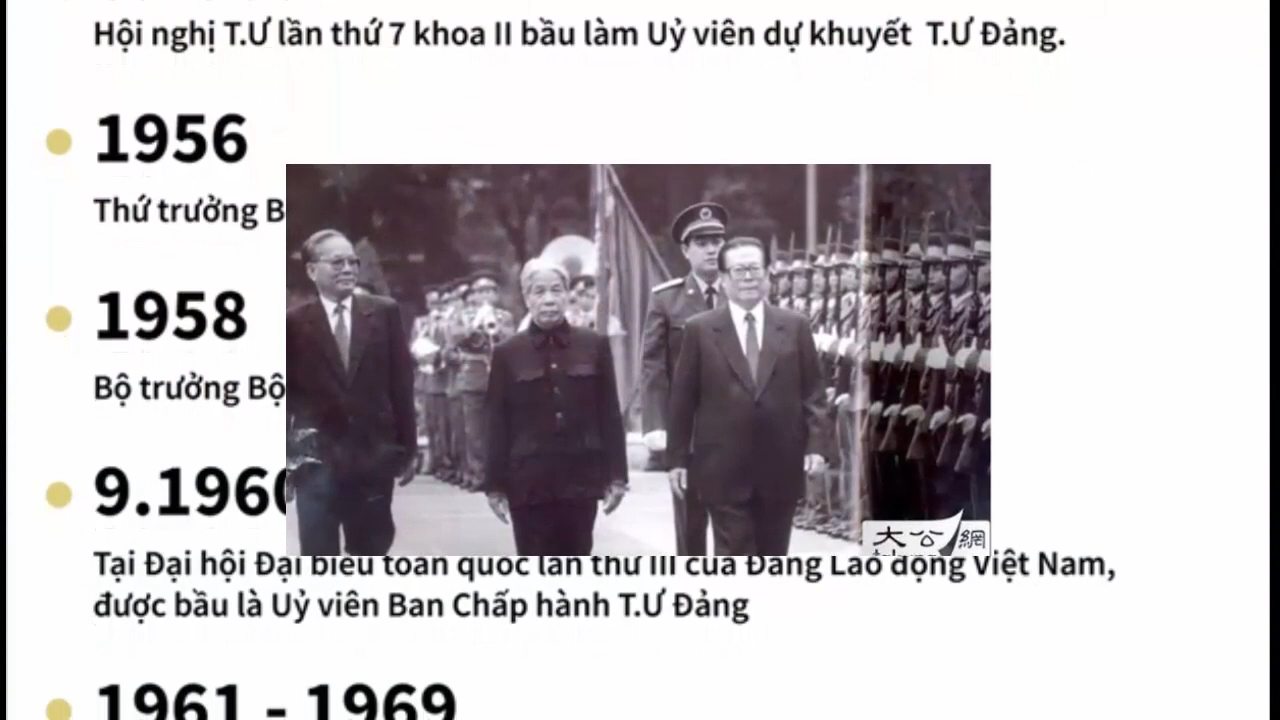 Hội nghị T.Ư lần thứ 7 khoa II bầu làm Uỷ viên dự khuyết T.Ư Đảng.
1956
Thứ trưởng B
1958
Bộ trưởng Bộ
9.1960
Tại Đại hội Đại biểu toàn quốc lần thứ III của Đảng Lao động Việt Nam,
được bầu là Uỷ viên Ban Chấp hành T.Ư Đảng
1961 - 1969
大公網